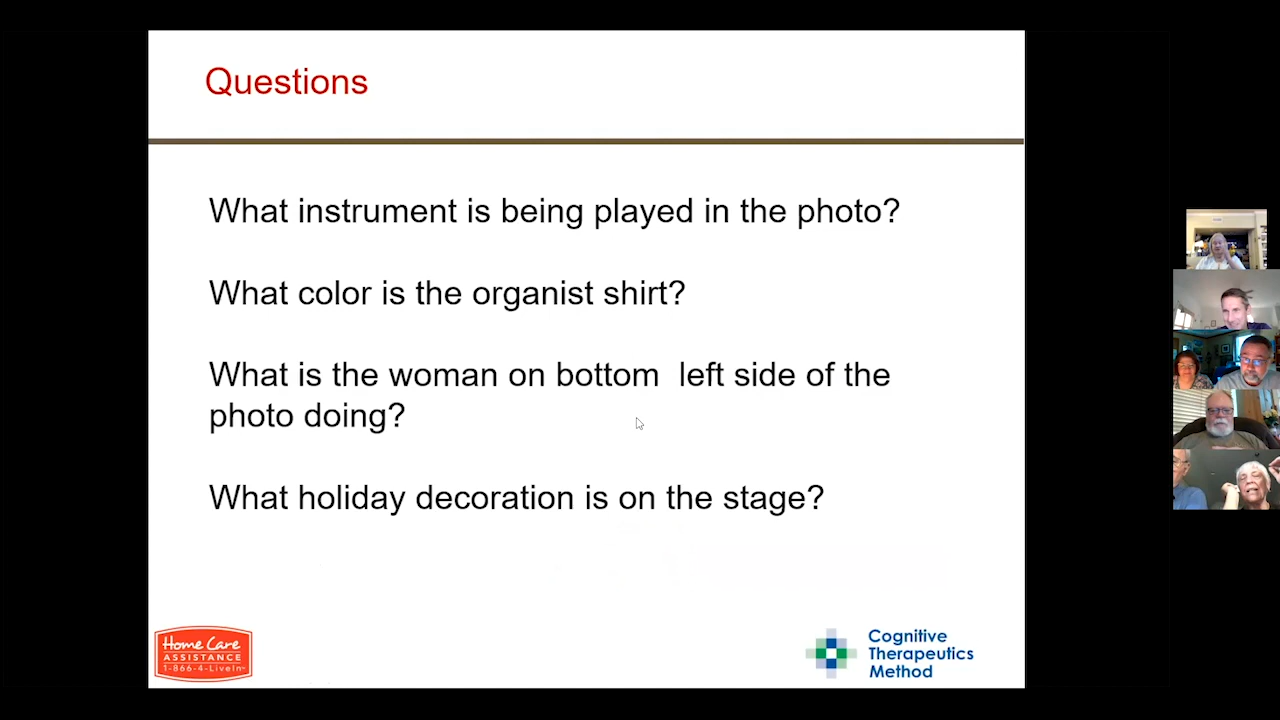 Questions
What instrument is being played in the photo?
What color is the organist shirt?
What is the woman on bottom  left side of the
photo doing?
What holiday decoration is on the stage?
Home Care
ASSISTANCE
1-866-4-LiveIn
Cognitive
Therapeutics
Method